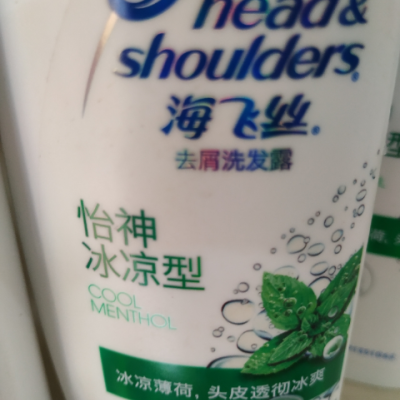 head&
shoulders®
海飞丝®
去屑洗发露
怡神
冰凉型
COOL
MENTHOL
冰凉薄荷，头皮透彻冰爽